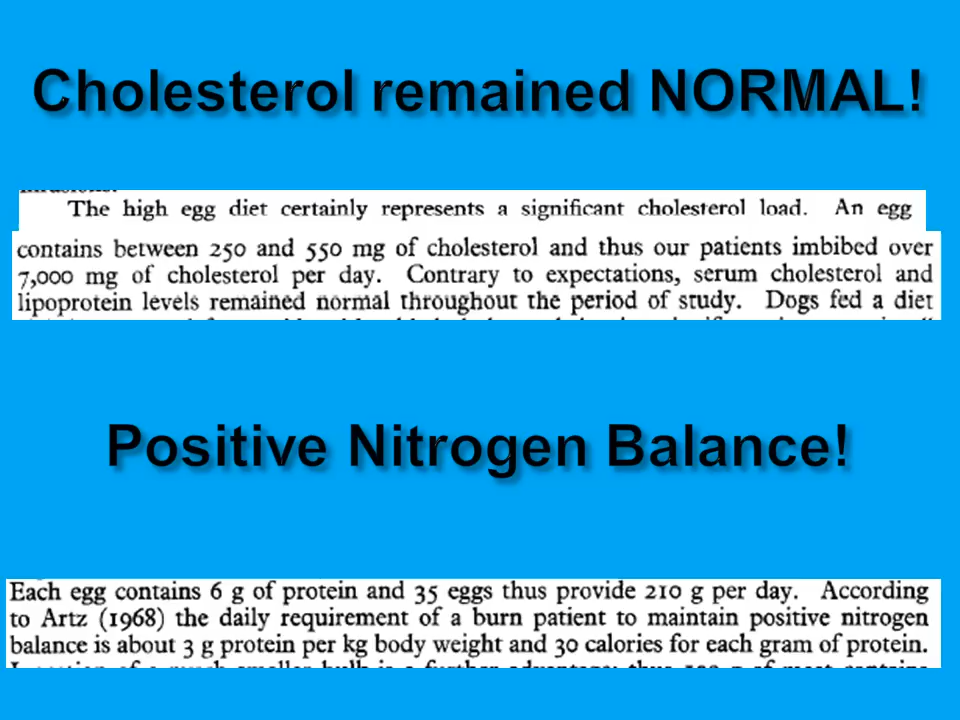 Cholesterol remained NORMAL!
The high egg diet certainly represents a significant cholesterol load. An egg
contains between 250 and 550 mg of cholesterol and thus our patients imbibed over
7,000 mg of cholesterol per day. Contrary to expectations, serum cholesterol and
lipoprotein levels remained normal throughout the period of study. Dogs fed a diet
Positive Nitrogen Balance!
Each egg contains 6 g of protein and 35 eggs thus provide 210 g per day. According
to Artz (1968) the daily requirement of a burn patient to maintain positive nitrogen
balance is about 3 g protein per kg body weight and 30 calories for each gram of protein.